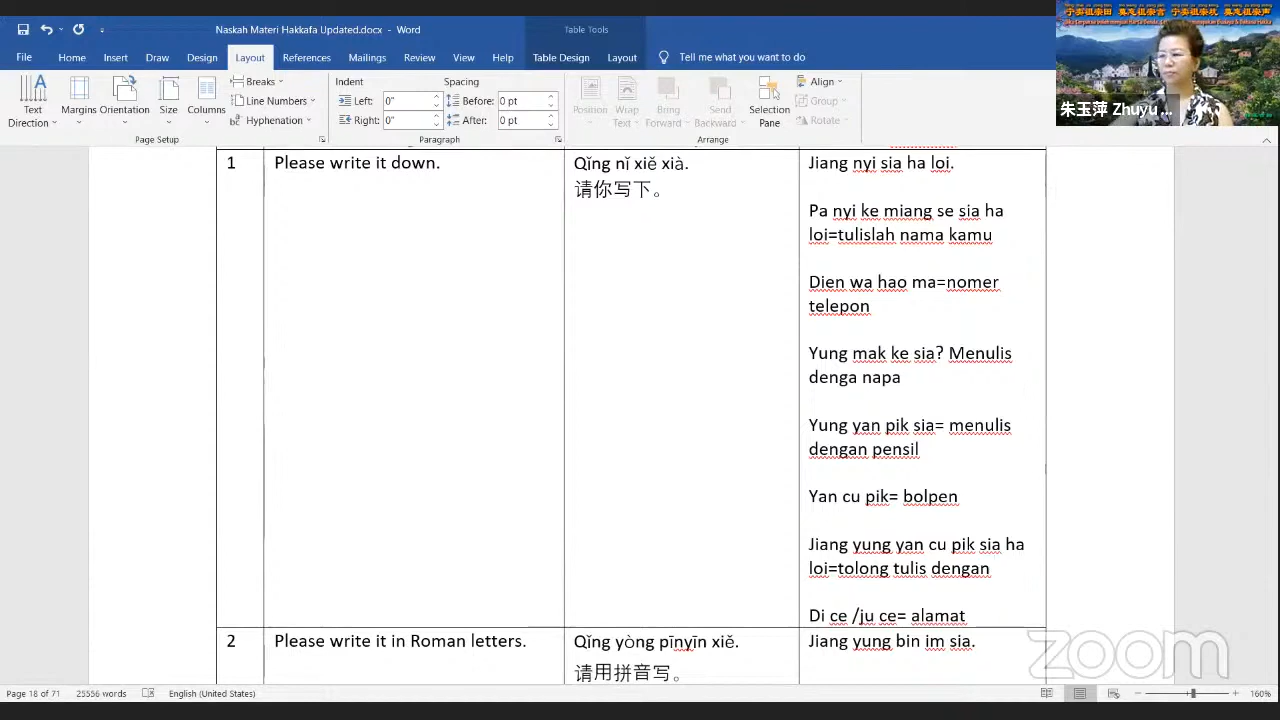 Naskah Materi Hakkafa Updated.docx - Word
Table Tools
File Home Insert Draw Design Layout References Mailings Review View Help Table Design Layout Tell me what you want to do
Text Direction
Margins
Orientation
Size
Columns
Breaks
Line Numbers
Hyphenation
Page Setup
Indent
Left: 0"
Right: 0"
Spacing
Before: 0 pt
After: 0 pt
Paragraph
Position
Wrap Text
Bring Forward
Send Backward
Selection Pane
Align
Group
Rotate
Arrange
朱玉萍 Zhuyu ...
1
Please write it down.
Qǐng nǐ xiě xià.
请你写下。
Jiang nyi sia ha loi.
Pa nyi ke miang se sia ha
loi=tulislah nama kamu
Dien wa hao ma=nomer
telepon
Yung mak ke sia? Menulis
denga napa
Yung yan pik sia= menulis
dengan pensil
Yan cu pik= bolpen
Jiang yung yan cu pik sia ha
loi=tolong tulis dengan
Di ce /ju ce= alamat
2
Please write it in Roman letters.
Qǐng yòng pīnyīn xiě.
请用拼音写。
Jiang yung bin im sia.
zoom
Page 18 of 71 25556 words English (United States) 160%